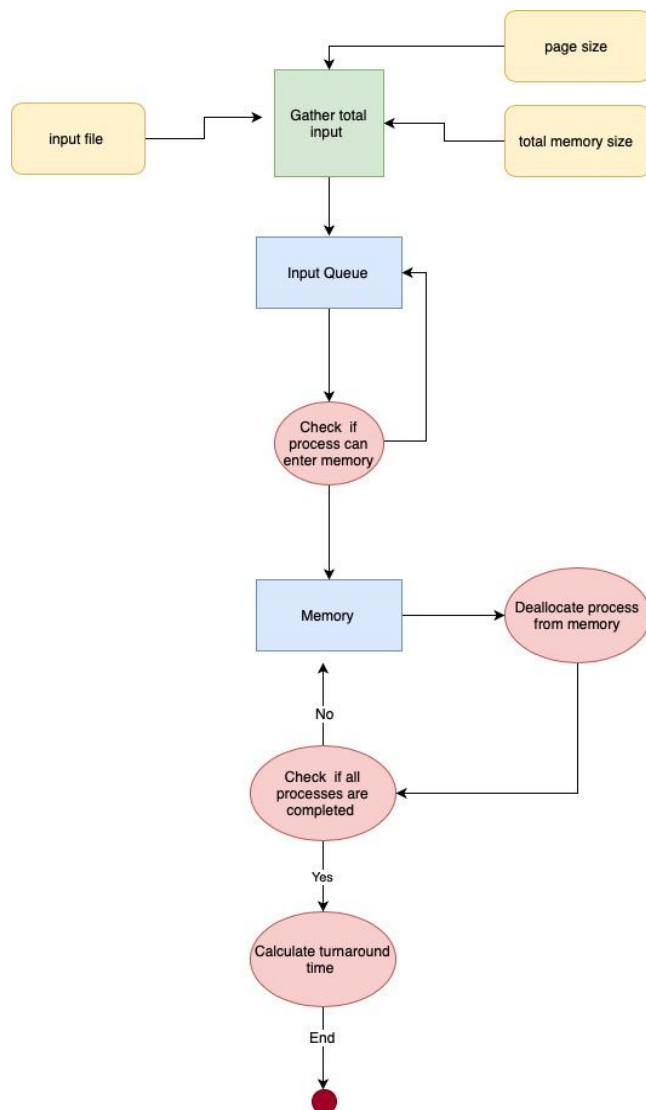 page size
Gather total
input
input file
total memory size
Input Queue
Check if
process can
enter memory
Memory
Deallocate process
from memory
No
Check if all
processes are
completed
Yes
Calculate turnaround
time
End